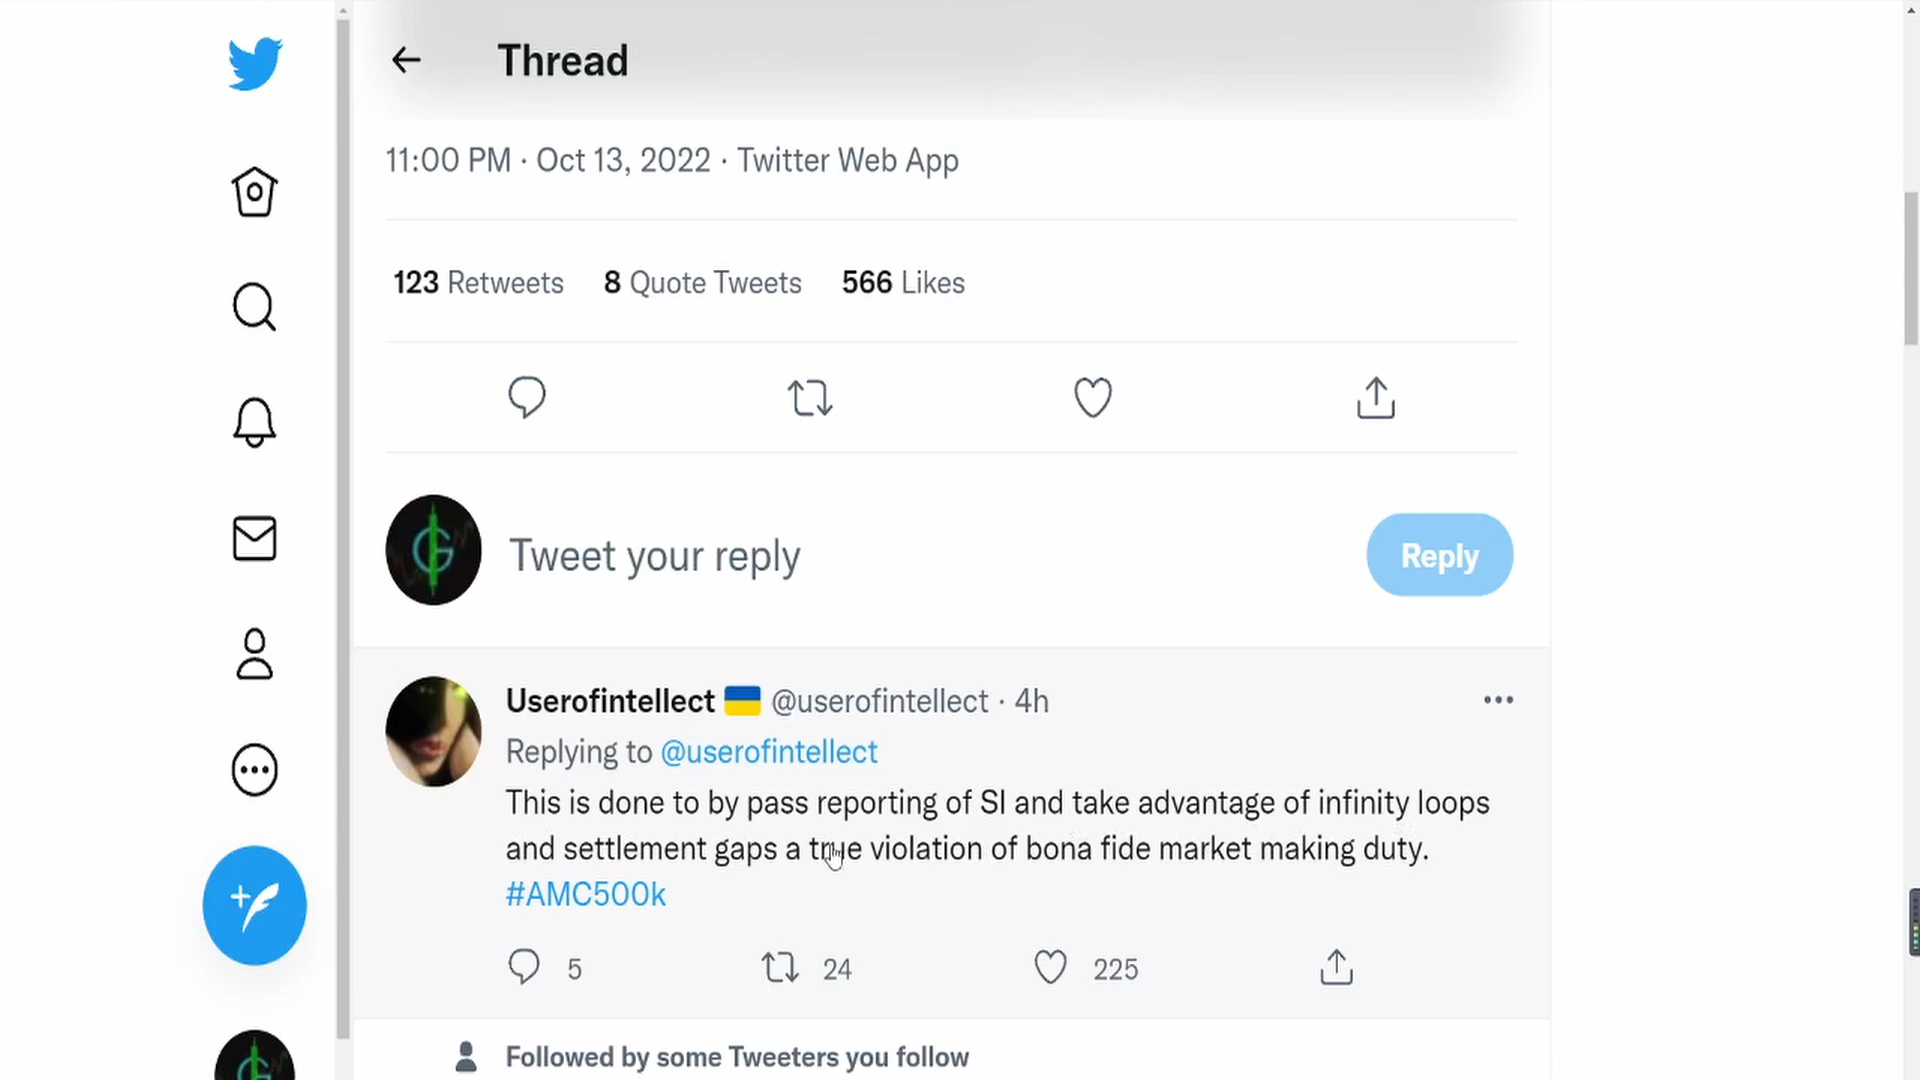 Thread
11:00 PM · Oct 13, 2022 · Twitter Web App
123 Retweets 8 Quote Tweets 566 Likes
Tweet your reply
Reply
Userofintellect @userofintellect · 4h
Replying to @userofintellect
This is done to by pass reporting of SI and take advantage of infinity loops
and settlement gaps a true violation of bona fide market making duty.
#AMC500k
5 24 225
Followed by some Tweeters you follow